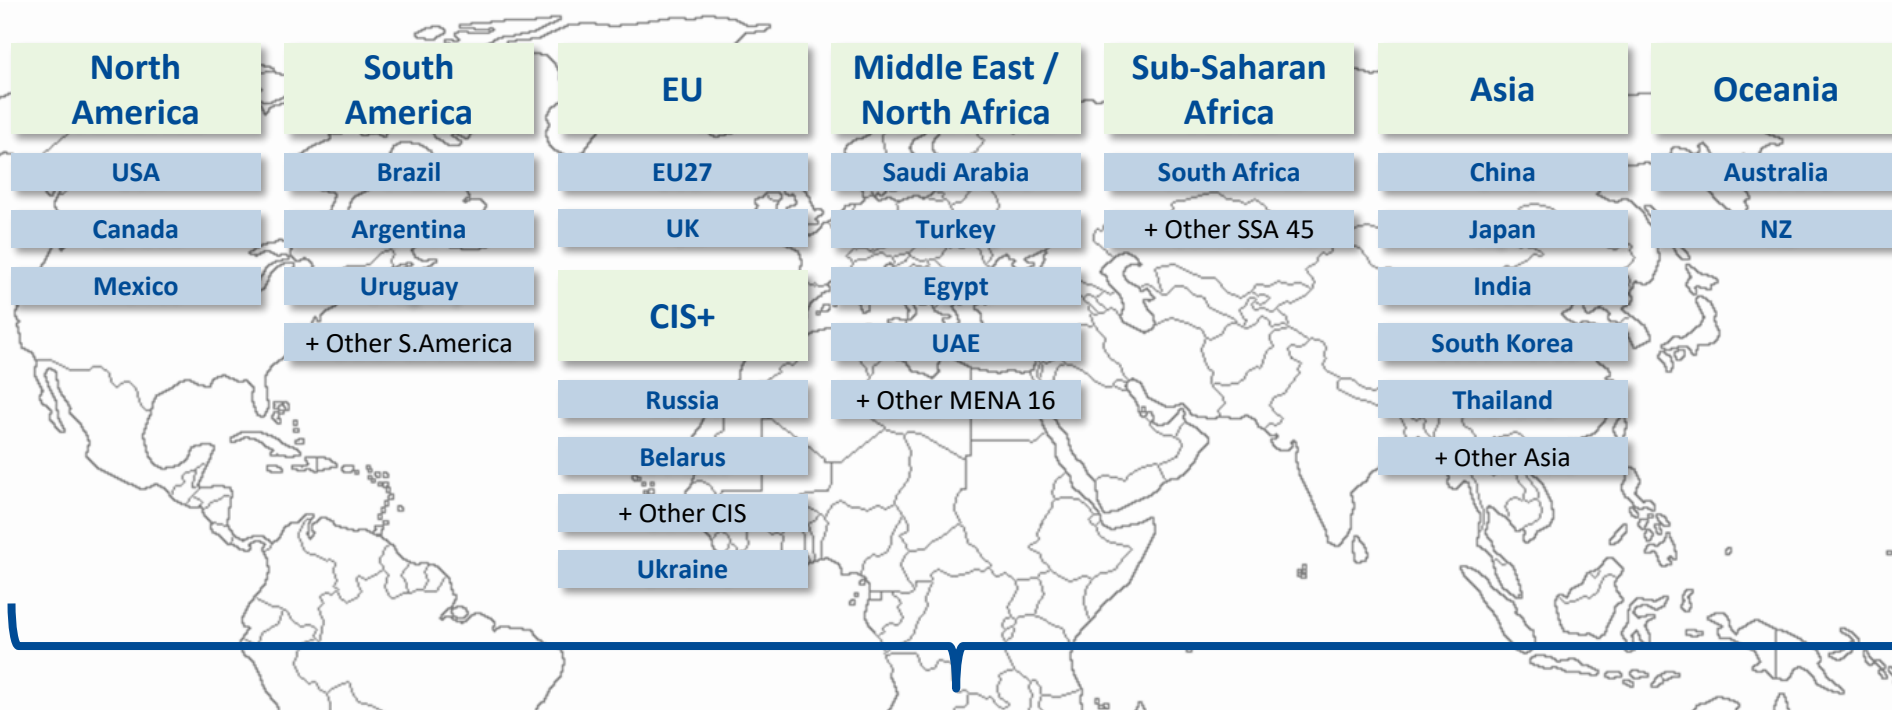 North
America
USA
Canada
Mexico
South
America
Brazil
Argentina
Uruguay
+ Other S.America
EU
EU27
UK
CIS+
Russia
Belarus
+ Other CIS
Ukraine
Middle East /
North Africa
Saudi Arabia
Turkey
Egypt
UAE
+ Other MENA 16
Sub-Saharan
Africa
South Africa
+ Other SSA 45
Asia
China
Japan
India
South Korea
Thailand
+ Other Asia
Oceania
Australia
NZ